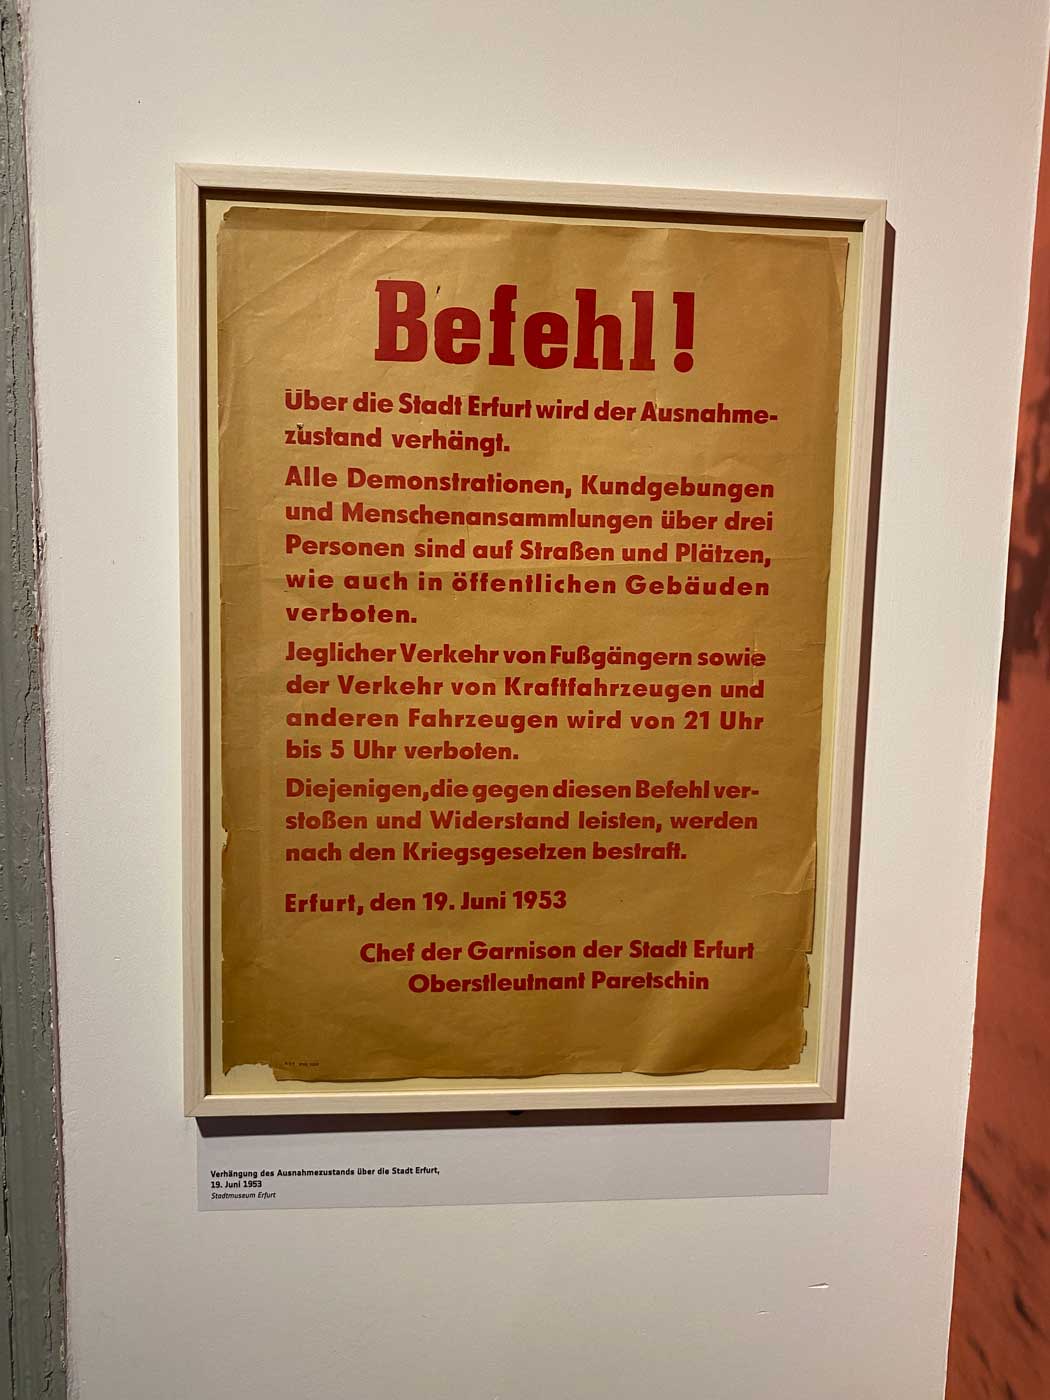 Befehl!
Über die Stadt Erfurt wird der Ausnahme-
zustand verhängt.
Alle Demonstrationen, Kundgebungen
und Menschenansammlungen über drei
Personen sind auf Straßen und Plätzen,
wie auch in öffentlichen Gebäuden
verboten.
Jeglicher Verkehr von Fußgängern sowie
der Verkehr von Kraftfahrzeugen und
anderen Fahrzeugen wird von 21 Uhr
bis 5 Uhr verboten.
Diejenigen, die gegen diesen Befehl ver-
stoßen und Widerstand leisten, werden
nach den Kriegsgesetzen bestraft.
Erfurt, den 19. Juni 1953
Chef der Garnison der Stadt Erfurt
Oberstleutnant Paretschin
Verhängung des Ausnahmezustands über die Stadt Erfurt,
19. Juni 1953
Stadtmuseum Erfurt